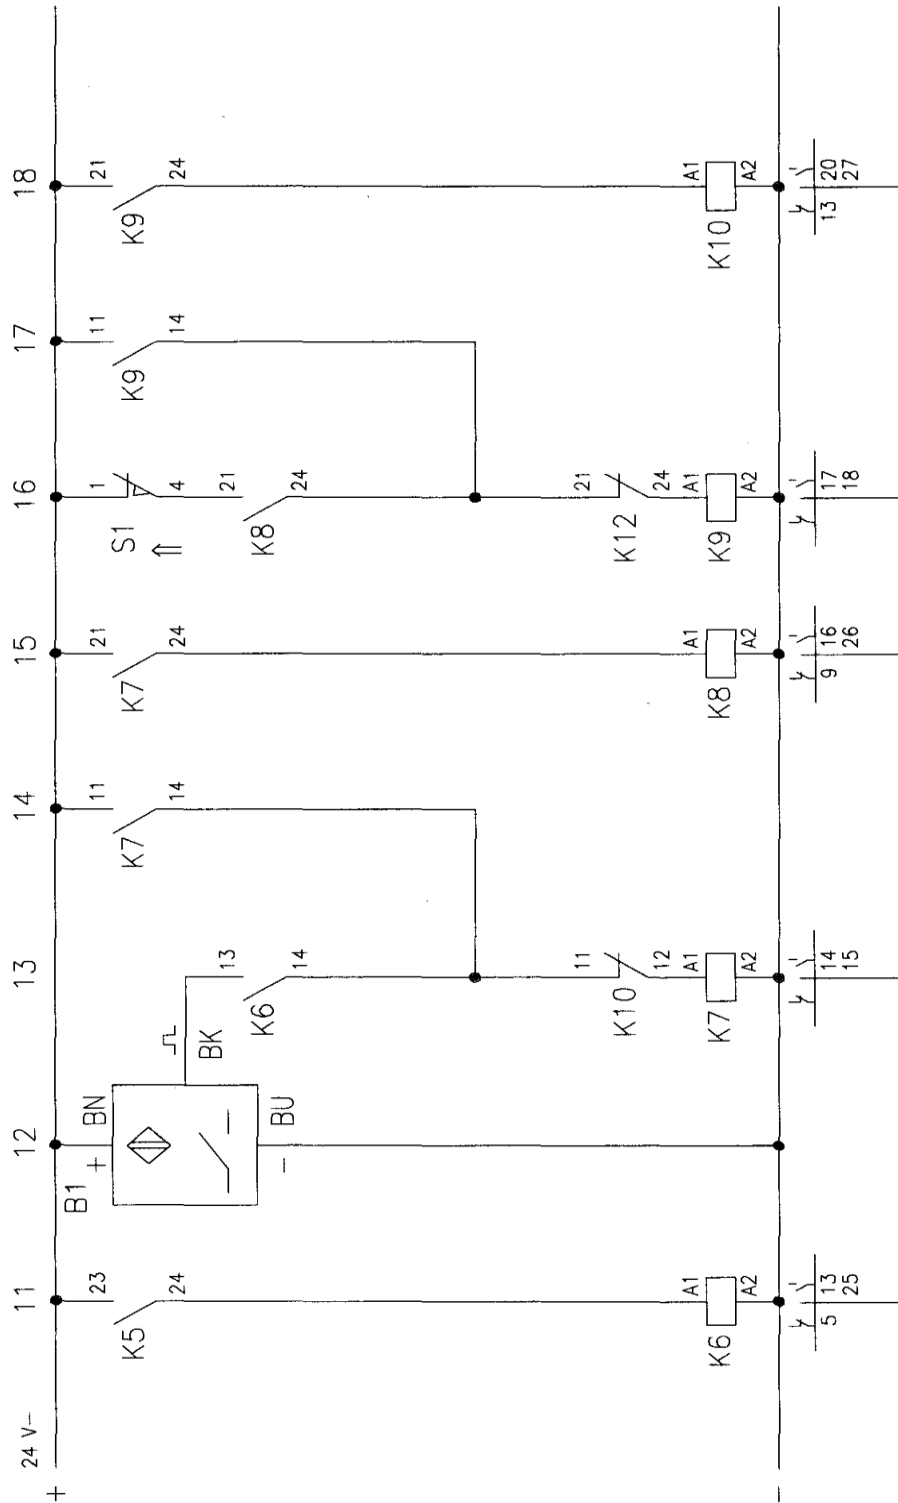 24 V-
11 12 13 14 15 16 17 18
+
23 B1 + BN 11 21 1 11 21
K5 K7 K7 S1 K9 K9
24 14 24 4 14 24
BK 13 21
K6 K8
- BU 14 24
11 21
K10 K12
12 24
A1 A1 A1 A1 A1
K6 K7 K8 K9 K10
A2 A2 A2 A2 A2
-
5 13 14 9 16 17 13 20
25 15 26 18 27